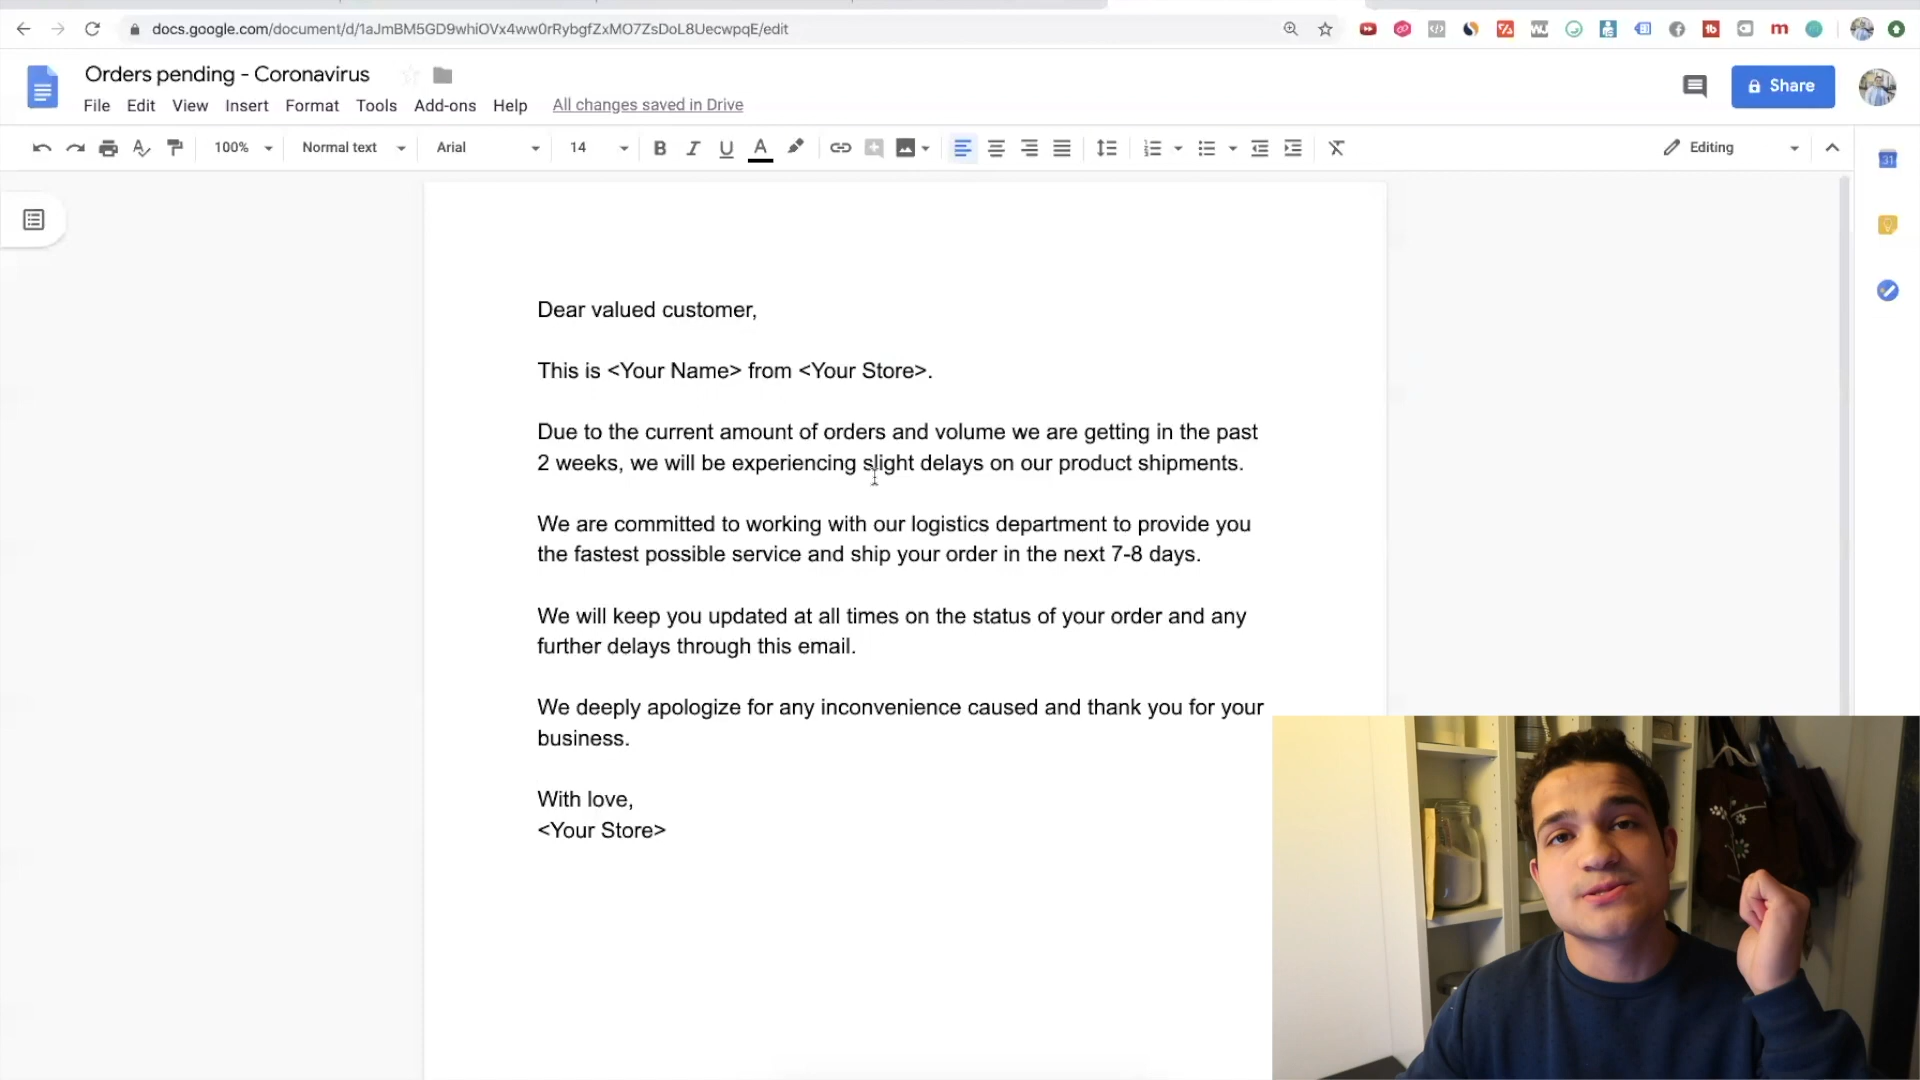 docs.google.com/document/d/1aJmBM5GD9whiOVx4ww0rRybgfZxMO7ZsDoL8UecwpqE/edit
Orders pending - Coronavirus
File Edit View Insert Format Tools Add-ons Help All changes saved in Drive
Share
100% Normal text Arial 14 B I U A Editing
31
Dear valued customer,
This is <Your Name> from <Your Store>.
Due to the current amount of orders and volume we are getting in the past
2 weeks, we will be experiencing slight delays on our product shipments.
We are committed to working with our logistics department to provide you
the fastest possible service and ship your order in the next 7-8 days.
We will keep you updated at all times on the status of your order and any
further delays through this email.
We deeply apologize for any inconvenience caused and thank you for your
business.
With love,
<Your Store>